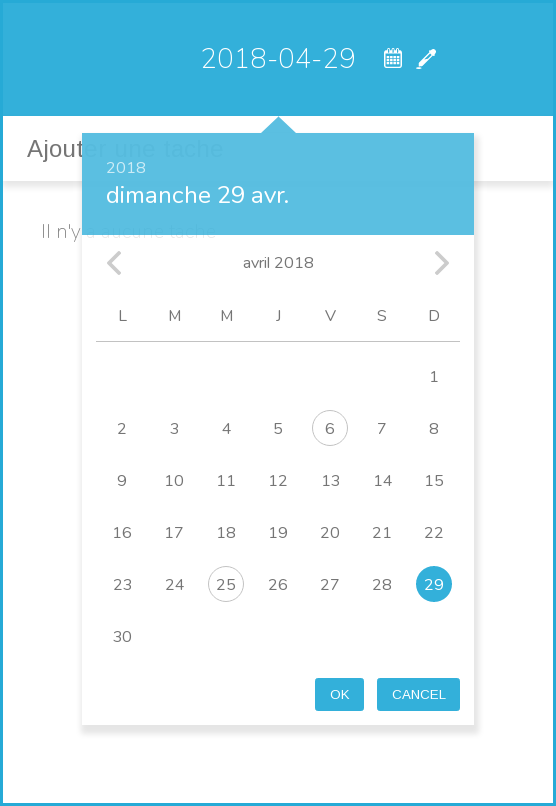 2018-04-29
Ajouter une tache
2018
dimanche 29 avr.
Il n'y a aucune tache
avril 2018
L M M J V S D
1
2 3 4 5 6 7 8
9 10 11 12 13 14 15
16 17 18 19 20 21 22
23 24 25 26 27 28 29
30
OK CANCEL